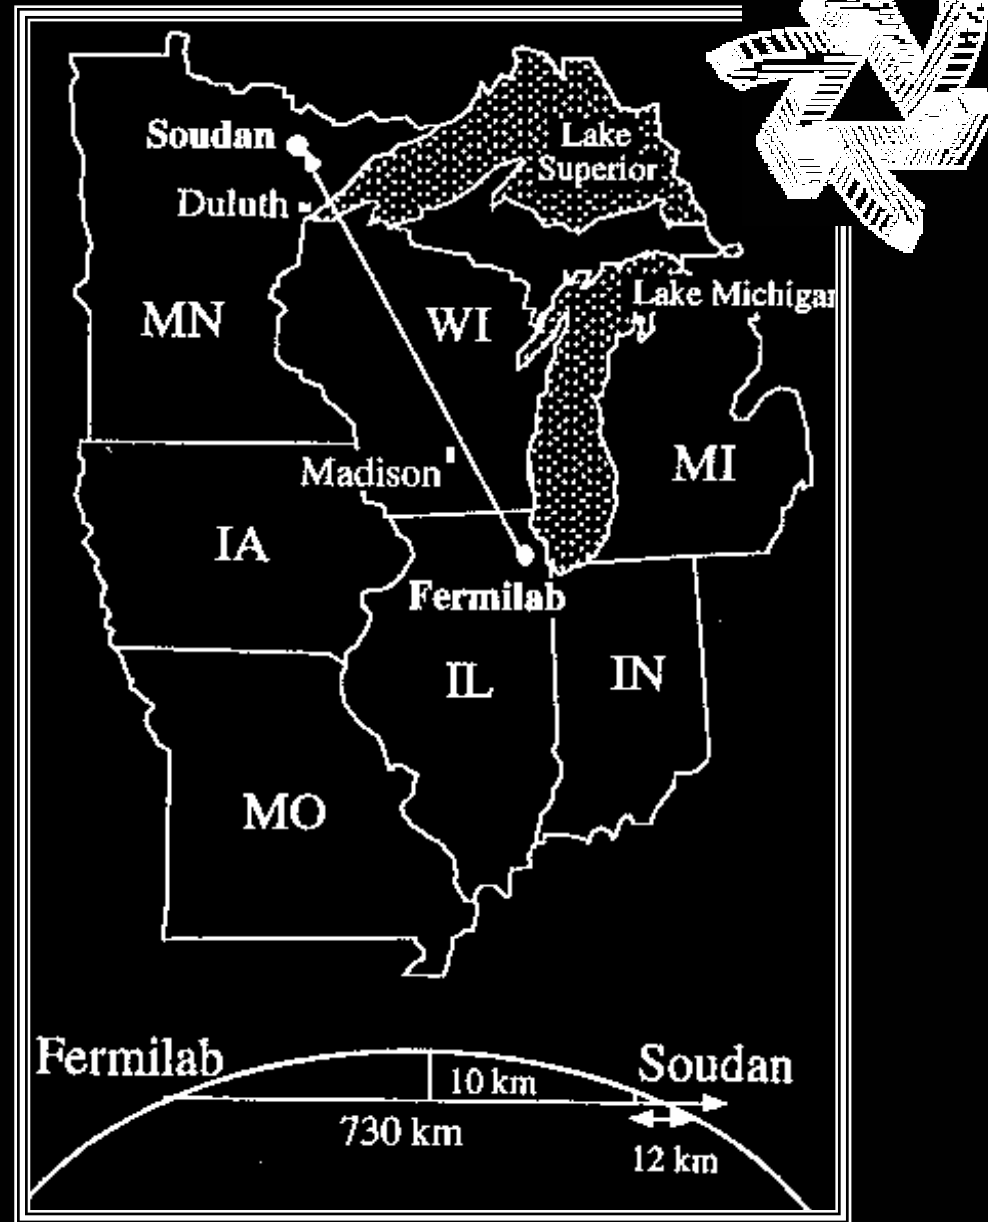 Soudan
Lake
Superior
Duluth
Lake Michigan
MN
WI
MI
Madison
IA
Fermilab
IL
IN
MO
Fermilab
Soudan
10 km
730 km
12 km